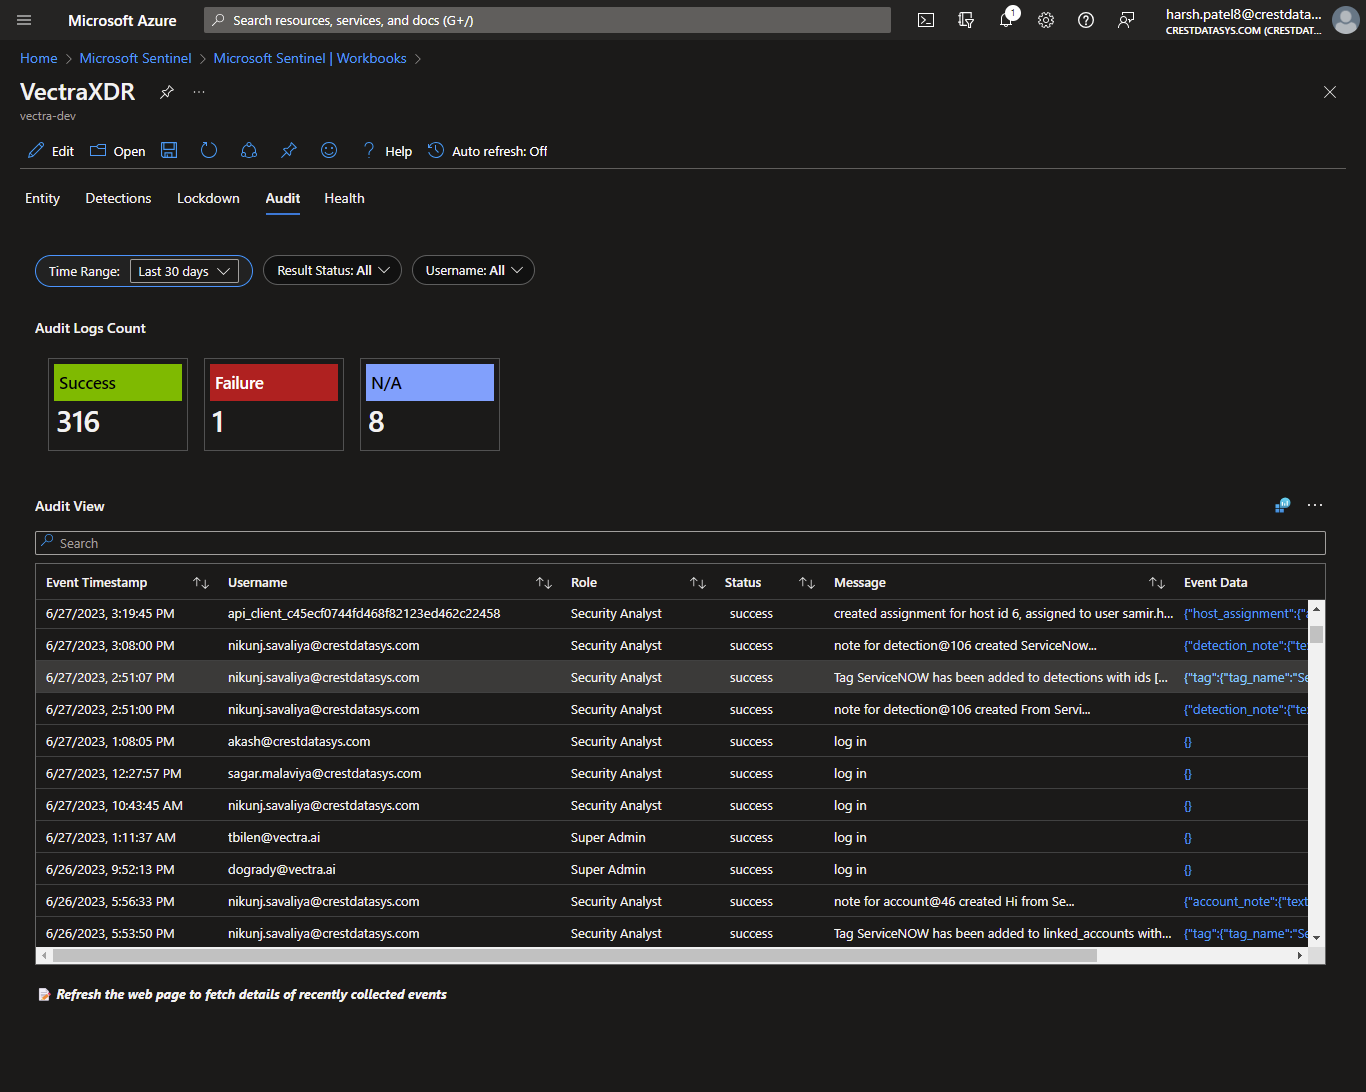 Microsoft Azure
Search resources, services, and docs (G+/)
1
harsh.patel8@crestdata...
CRESTDATASYS.COM (CRESTDAT...
Home > Microsoft Sentinel > Microsoft Sentinel | Workbooks >
VectraXDR
...
vectra-dev
Edit Open ? Help Auto refresh: Off
Entity Detections Lockdown Audit Health
Time Range: Last 30 days Result Status: All Username: All
Audit Logs Count
Success Failure N/A
316 1 8
Audit View
...
Search
Event Timestamp Username Role Status Message Event Data
6/27/2023, 3:19:45 PM api_client_c45ecf0744fd468f82123ed462c22458 Security Analyst success created assignment for host id 6, assigned to user samir.h... {"host_assignment":{"a
6/27/2023, 3:08:00 PM nikunj.savaliya@crestdatasys.com Security Analyst success note for detection@106 created ServiceNow... {"detection_note":{"tex
6/27/2023, 2:51:07 PM nikunj.savaliya@crestdatasys.com Security Analyst success Tag ServiceNOW has been added to detections with ids [... {"tag":{"tag_name":"Se
6/27/2023, 2:51:00 PM nikunj.savaliya@crestdatasys.com Security Analyst success note for detection@106 created From Servi... {"detection_note":{"tex
6/27/2023, 1:08:05 PM akash@crestdatasys.com Security Analyst success log in {}
6/27/2023, 12:27:57 PM sagar.malaviya@crestdatasys.com Security Analyst success log in {}
6/27/2023, 10:43:45 AM nikunj.savaliya@crestdatasys.com Security Analyst success log in {}
6/27/2023, 1:11:37 AM tbilen@vectra.ai Super Admin success log in {}
6/26/2023, 9:52:13 PM dogrady@vectra.ai Super Admin success log in {}
6/26/2023, 5:56:33 PM nikunj.savaliya@crestdatasys.com Security Analyst success note for account@46 created Hi from Se... {"account_note":{"text
6/26/2023, 5:53:50 PM nikunj.savaliya@crestdatasys.com Security Analyst success Tag ServiceNOW has been added to linked_accounts with... {"tag":{"tag_name":"Se
Refresh the web page to fetch details of recently collected events